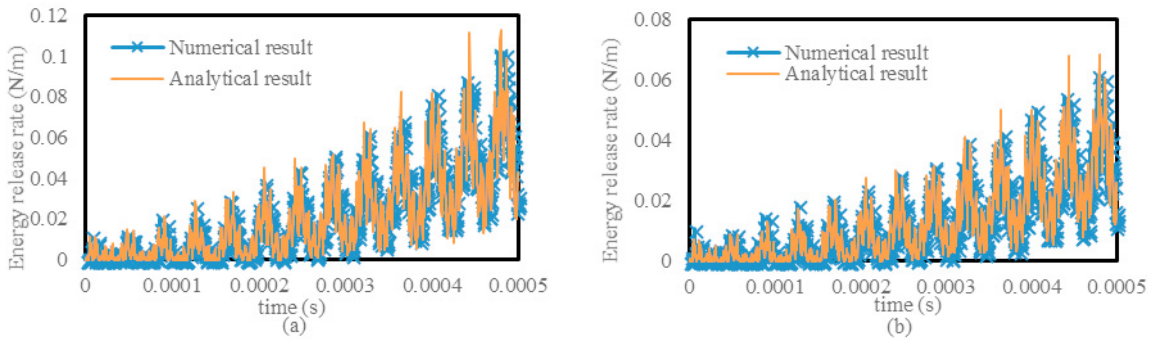 Energy release rate (N/m)
0.12
0.1
0.08
0.06
0.04
0.02
0
Numerical result
Analytical result
0 0.0001 0.0002 0.0003 0.0004 0.0005
time (s)
(a)
Energy release rate (N/m)
0.08
0.06
0.04
0.02
0
Numerical result
Analytical result
0 0.0001 0.0002 0.0003 0.0004 0.0005
time (s)
(b)